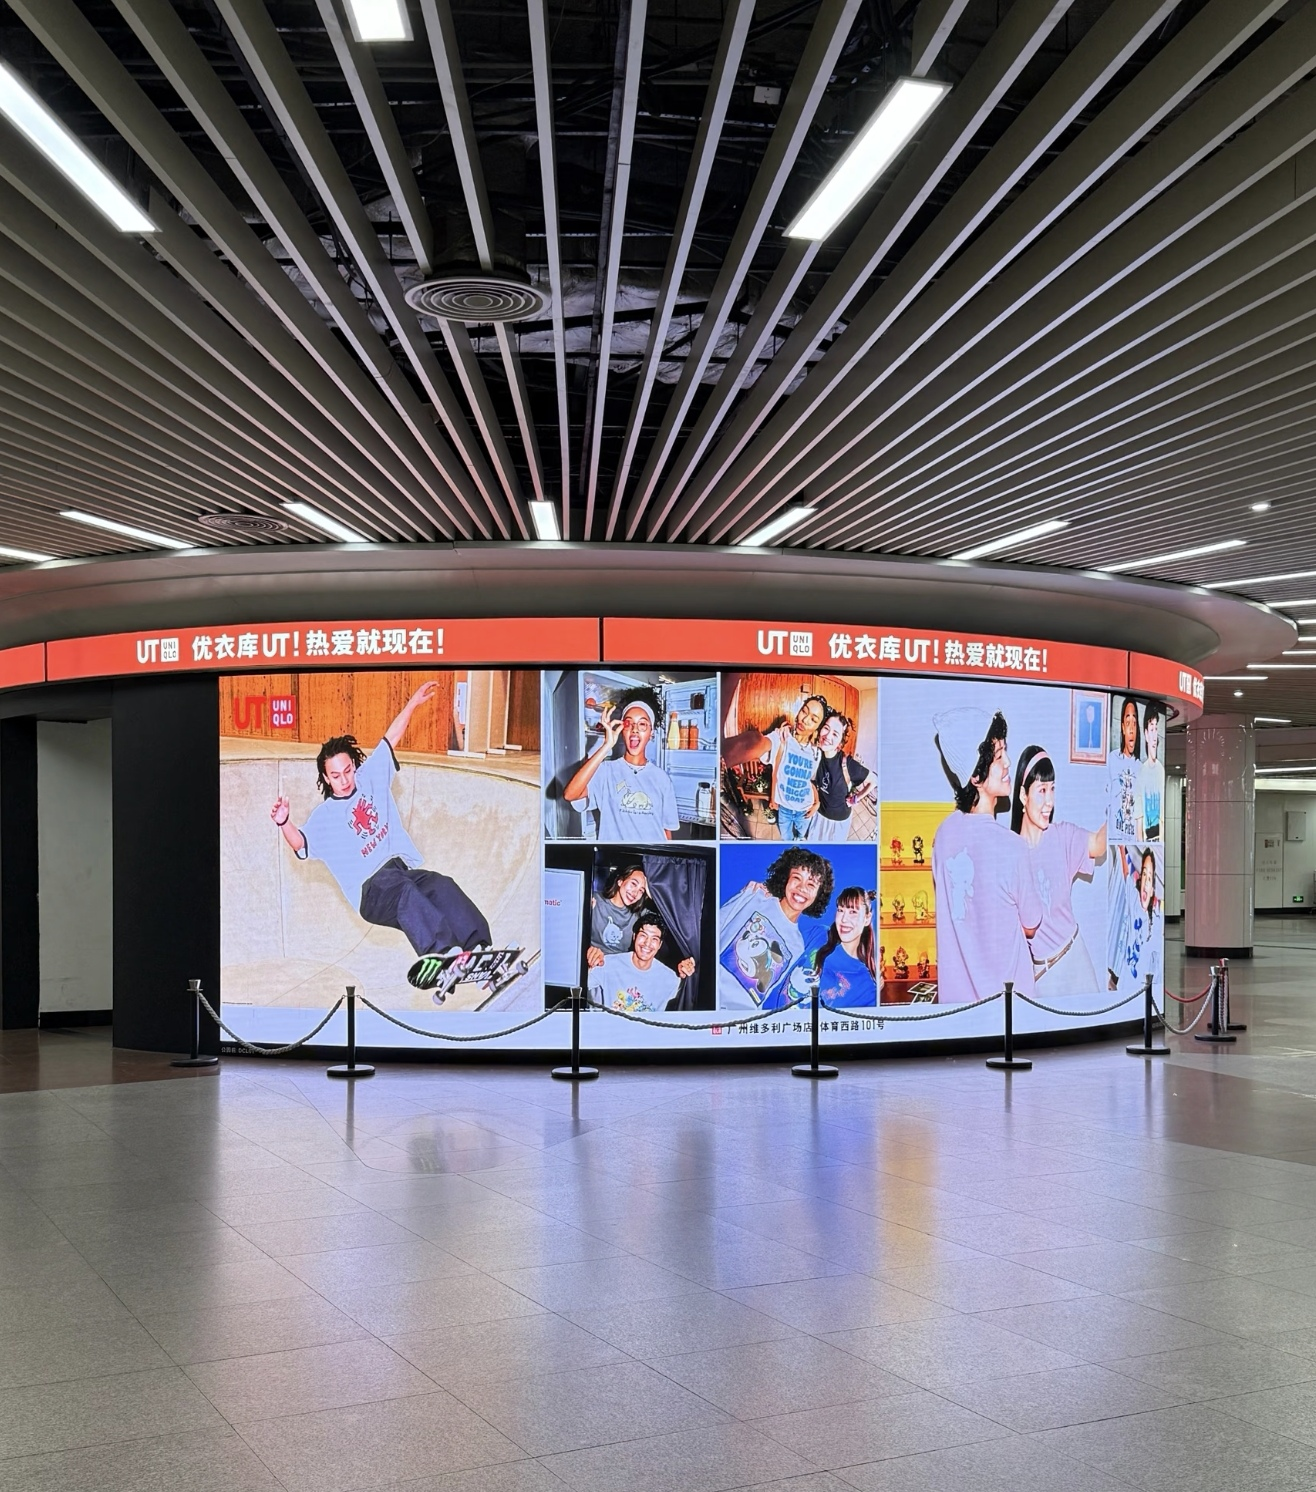 UT UNI QLO 优衣库UT！热爱就现在！
UT UNI QLO 优衣库UT！热爱就现在！
UT
UT UNI QLO
NEW YORK
YOU'RE
GONNA
NEED
A BIGGER
BOAT
广州维多利广场店 体育西路101号